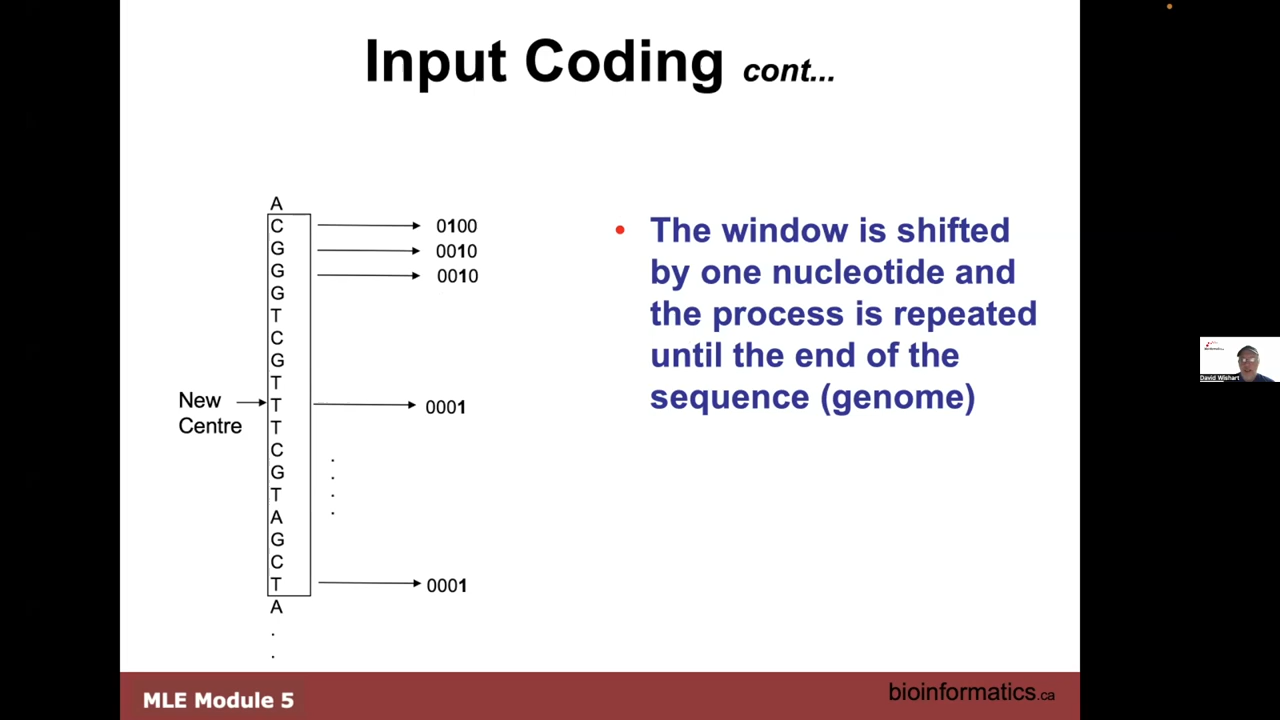 Input Coding cont...
A
C 0100
G 0010
G 0010
G
T
C
G
T
New Centre T 0001
T
C
G
T
A
G
C
T 0001
A
.
.
• The window is shifted
by one nucleotide and
the process is repeated
until the end of the
sequence (genome)
David Wishart
MLE Module 5
bioinformatics.ca